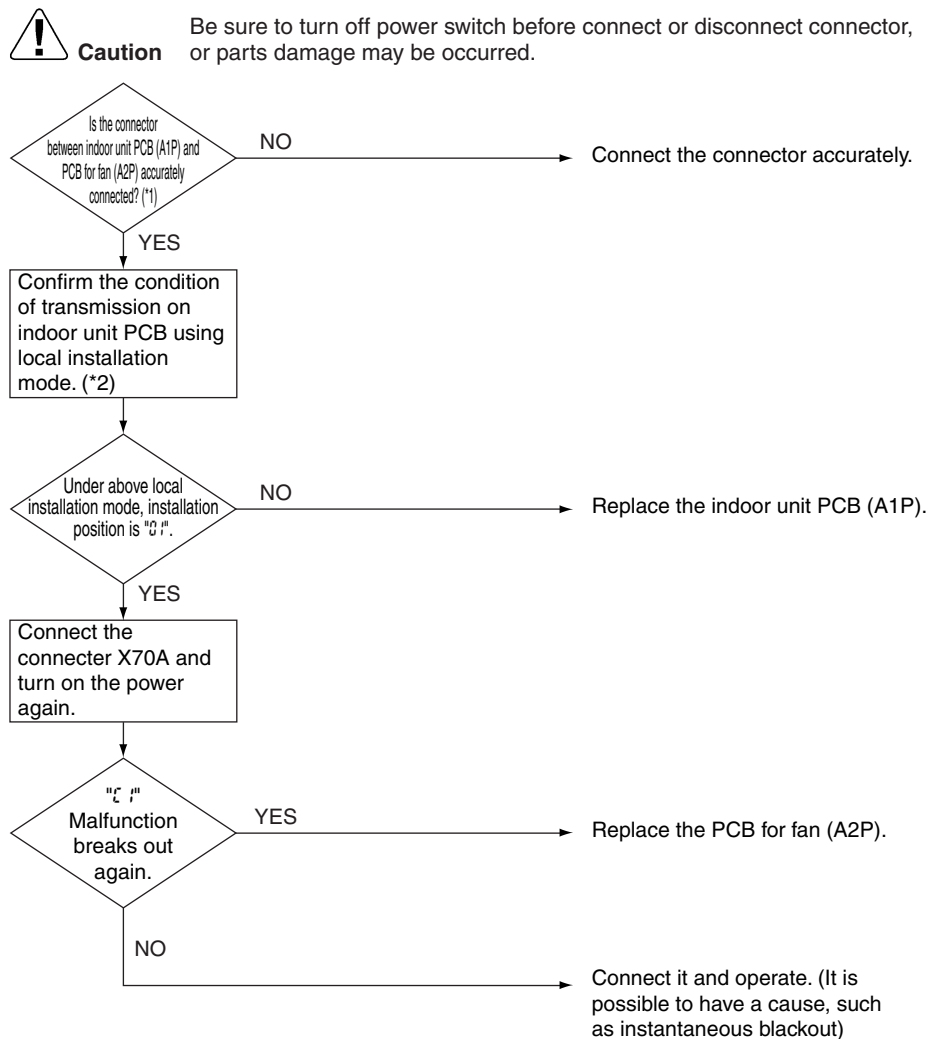 Caution
Be sure to turn off power switch before connect or disconnect connector,
or parts damage may be occurred.
Is the connector
between indoor unit PCB (A1P) and
PCB for fan (A2P) accurately
connected? (*1)
NO
Connect the connector accurately.
YES
Confirm the condition
of transmission on
indoor unit PCB using
local installation
mode. (*2)
Under above local
installation mode, installation
position is "01".
NO
Replace the indoor unit PCB (A1P).
YES
Connect the
connecter X70A and
turn on the power
again.
"C1"
Malfunction
breaks out
again.
YES
Replace the PCB for fan (A2P).
NO
Connect it and operate. (It is
possible to have a cause, such
as instantaneous blackout)